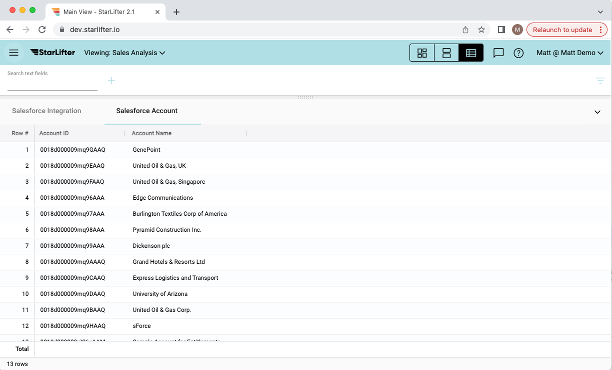 Main View - StarLifter 2.1
dev.starlifter.io
M
Relaunch to update
StarLifter
Viewing: Sales Analysis
Matt @ Matt Demo
Search text fields
Salesforce Integration
Salesforce Account
Row # Account ID Account Name
1 0018d000009mq9GAAQ GenePoint
2 0018d000009mq9EAAQ United Oil & Gas, UK
3 0018d000009mq9FAAQ United Oil & Gas, Singapore
4 0018d000009mq96AAA Edge Communications
5 0018d000009mq97AAA Burlington Textiles Corp of America
6 0018d000009mq98AAA Pyramid Construction Inc.
7 0018d000009mq99AAA Dickenson plc
8 0018d000009mq9AAAQ Grand Hotels & Resorts Ltd
9 0018d000009mq9CAAQ Express Logistics and Transport
10 0018d000009mq9DAAQ University of Arizona
11 0018d000009mq9BAAQ United Oil & Gas Corp.
12 0018d000009mq9HAAQ sForce
Total
13 rows